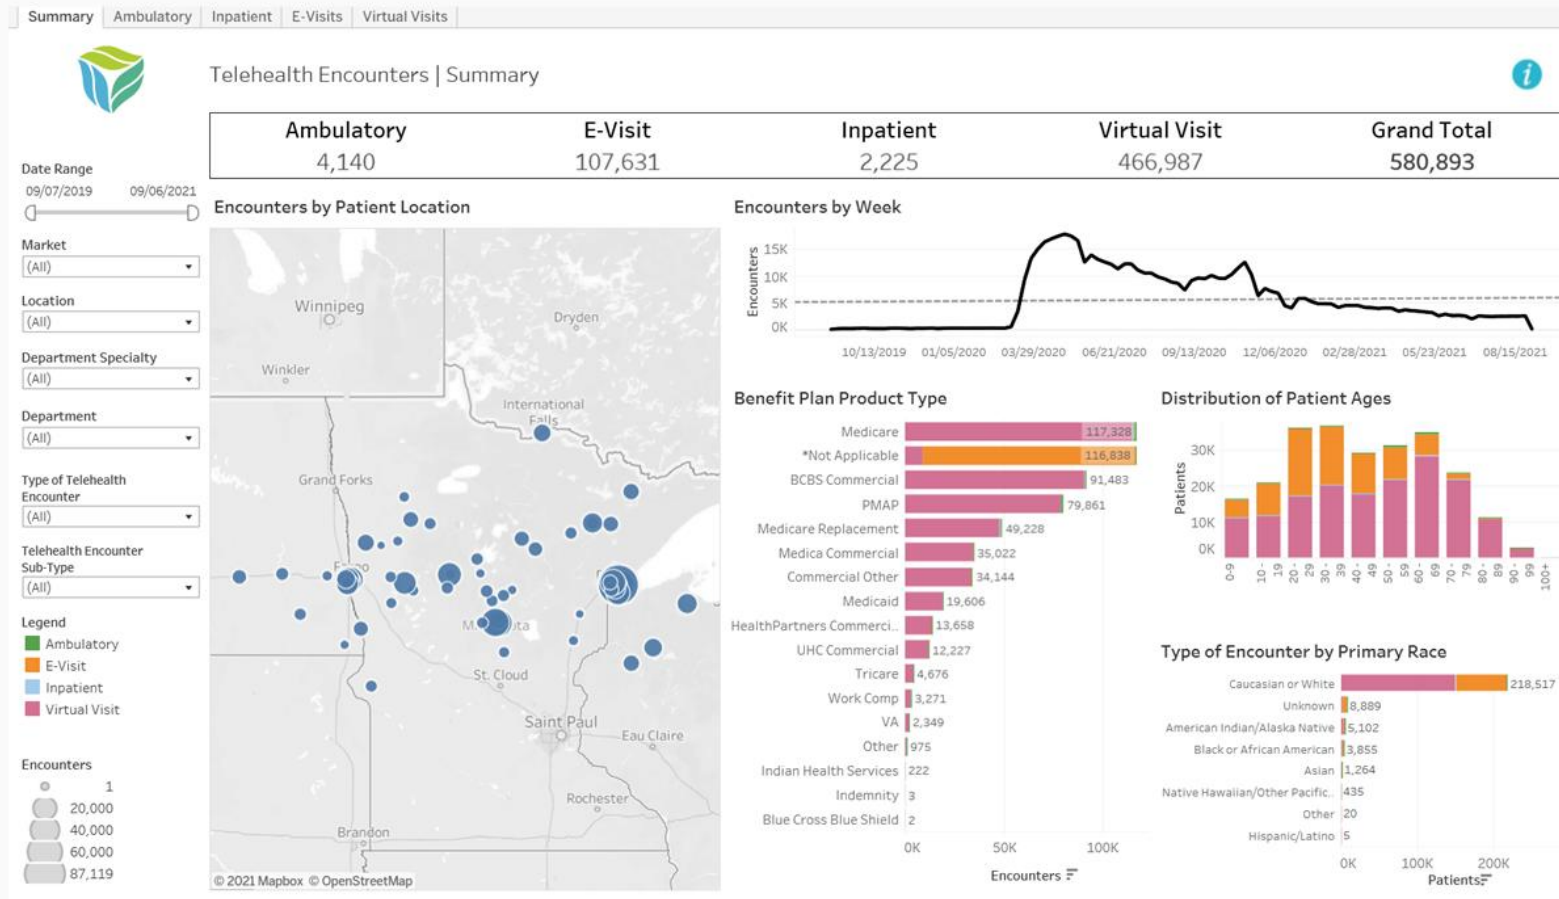 Summary Ambulatory Inpatient E-Visits Virtual Visits
Telehealth Encounters | Summary
i
Ambulatory E-Visit Inpatient Virtual Visit Grand Total
4,140 107,631 2,225 466,987 580,893
Date Range
09/07/2019 09/06/2021
Market
(All)
Location
(All)
Department Specialty
(All)
Department
(All)
Type of Telehealth
Encounter
(All)
Telehealth Encounter
Sub-Type
(All)
Legend
Ambulatory
E-Visit
Inpatient
Virtual Visit
Encounters
1
20,000
40,000
60,000
87,119
Encounters by Patient Location
Winnipeg
Dryden
Winkler
International
Falls
Grand Forks
St. Cloud
Saint Paul
Eau Claire
Rochester
Brandon
© 2021 Mapbox © OpenStreetMap
Encounters by Week
Encounters
15K
10K
5K
0K
10/13/2019 01/05/2020 03/29/2020 06/21/2020 09/13/2020 12/06/2020 02/28/2021 05/23/2021 08/15/2021
Benefit Plan Product Type
Medicare 117,328
*Not Applicable 116,838
BCBS Commercial 91,483
PMAP 79,861
Medicare Replacement 49,228
Medica Commercial 35,022
Commercial Other 34,144
Medicaid 19,606
HealthPartners Commerci.. 13,658
UHC Commercial 12,227
Tricare 4,676
Work Comp 3,271
VA 2,349
Other 975
Indian Health Services 222
Indemnity 3
Blue Cross Blue Shield 2
0K 50K 100K
Encounters
Distribution of Patient Ages
Patients
30K
20K
10K
0K
0-9
10 - 19
20 - 29
30 - 39
40 - 49
50 - 59
60 - 69
70 - 79
80 - 89
90 - 99
100+
Type of Encounter by Primary Race
Caucasian or White 218,517
Unknown 8,889
American Indian/Alaska Native 5,102
Black or African American 3,855
Asian 1,264
Native Hawaiian/Other Pacific.. 435
Other 20
Hispanic/Latino 5
0K 100K 200K
Patients